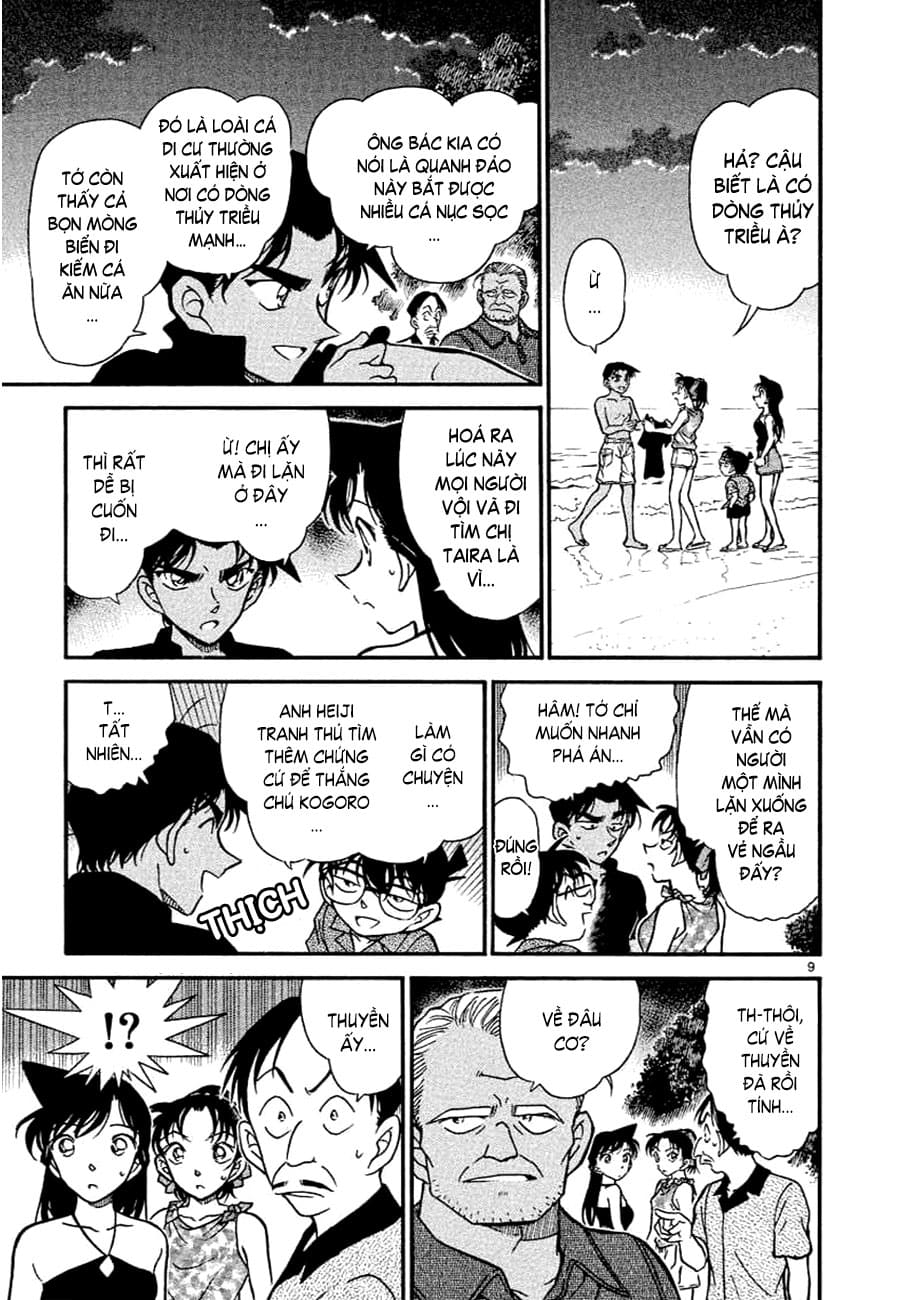 HẢ? CẬU
BIẾT LÀ CÓ
DÒNG THỦY
TRIỀU À?
Ừ
...
ÔNG BÁC KIA CÓ
NÓI LÀ QUANH ĐẢO
NÀY BẮT ĐƯỢC
NHIỀU CÁ NỤC SỌC
...
ĐÓ LÀ LOÀI CÁ
DI CƯ THƯỜNG
XUẤT HIỆN Ở
NƠI CÓ DÒNG
THỦY TRIỀU
MẠNH...
TỚ CÒN
THẤY CẢ
BỌN MÒNG
BIỂN ĐI
KIẾM CÁ
ĂN NỮA
...
HOÁ RA
LÚC NÀY
MỌI NGƯỜI
VỘI VÃ ĐI
TÌM CHỊ
TAIRA LÀ
VÌ...
Ừ! CHỊ ẤY
MÀ ĐI LẶN
Ở ĐÂY
...
THÌ RẤT
DỄ BỊ
CUỐN
ĐI...
THẾ MÀ
VẪN CÓ
NGƯỜI
MỘT MÌNH
LẶN XUỐNG
ĐỂ RA
VẺ NGẦU
ĐẤY?
HÂM! TỚ CHỈ
MUỐN NHANH
PHÁ ÁN...
ĐÚNG
RỒI!
LÀM
GÌ CÓ
CHUYỆN
...
ANH HEIJI
TRANH THỦ TÌM
THÊM CHỨNG
CỨ ĐỂ THẮNG
CHÚ KOGORO
...
T...
TẤT
NHIÊN...
THỊCH
9
TH-THÔI,
CỨ VỀ
THUYỀN
ĐÃ RỒI
TÍNH...
VỀ ĐÂU
CƠ?
THUYỀN
ẤY...
!?